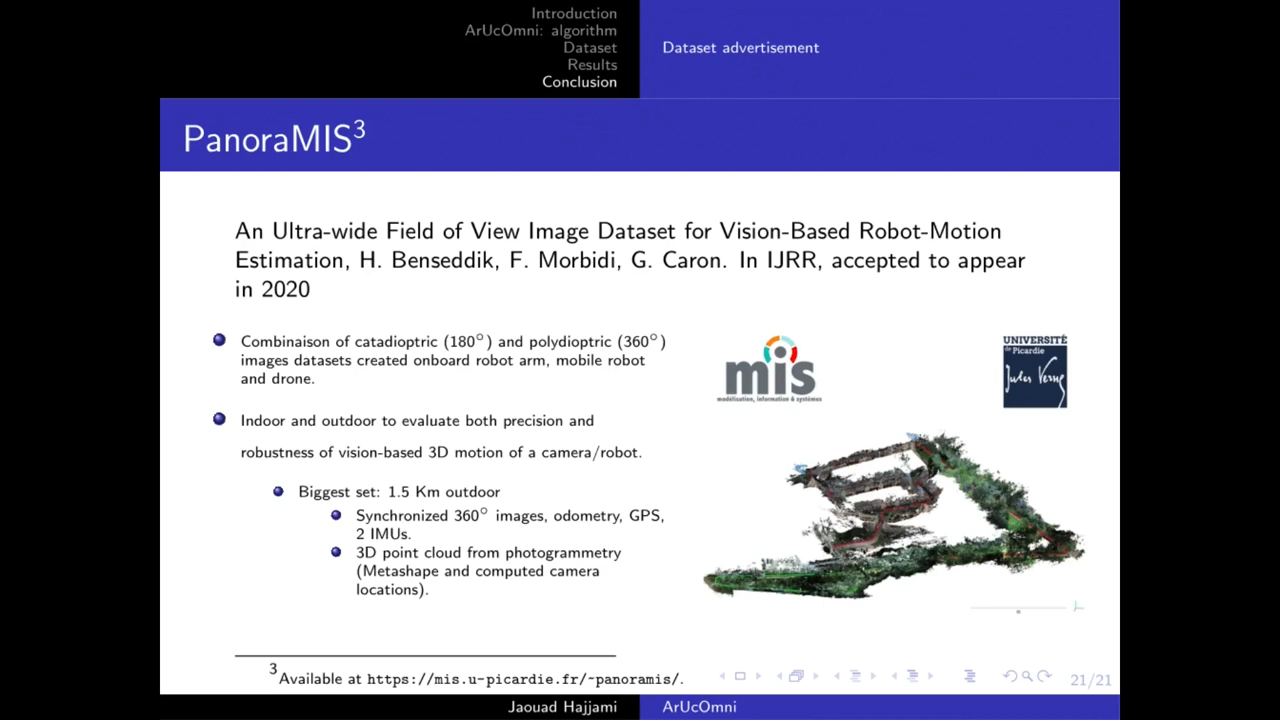 Introduction
ArUcOmni: algorithm
Dataset
Results
Conclusion
Dataset advertisement
PanoraMIS3
An Ultra-wide Field of View Image Dataset for Vision-Based Robot-Motion
Estimation, H. Benseddik, F. Morbidi, G. Caron. In IJRR, accepted to appear
in 2020
Combinaison of catadioptric (180°) and polydioptric (360°)
images datasets created onboard robot arm, mobile robot
and drone.
Indoor and outdoor to evaluate both precision and
robustness of vision-based 3D motion of a camera/robot.
Biggest set: 1.5 Km outdoor
Synchronized 360° images, odometry, GPS,
2 IMUs.
3D point cloud from photogrammetry
(Metashape and computed camera
locations).
mis
modélisation, information & systèmes
UNIVERSITÉ
de Picardie
Jules Verne
3Available at https://mis.u-picardie.fr/~panoramis/.
21/21
Jaouad Hajjami
ArUcOmni